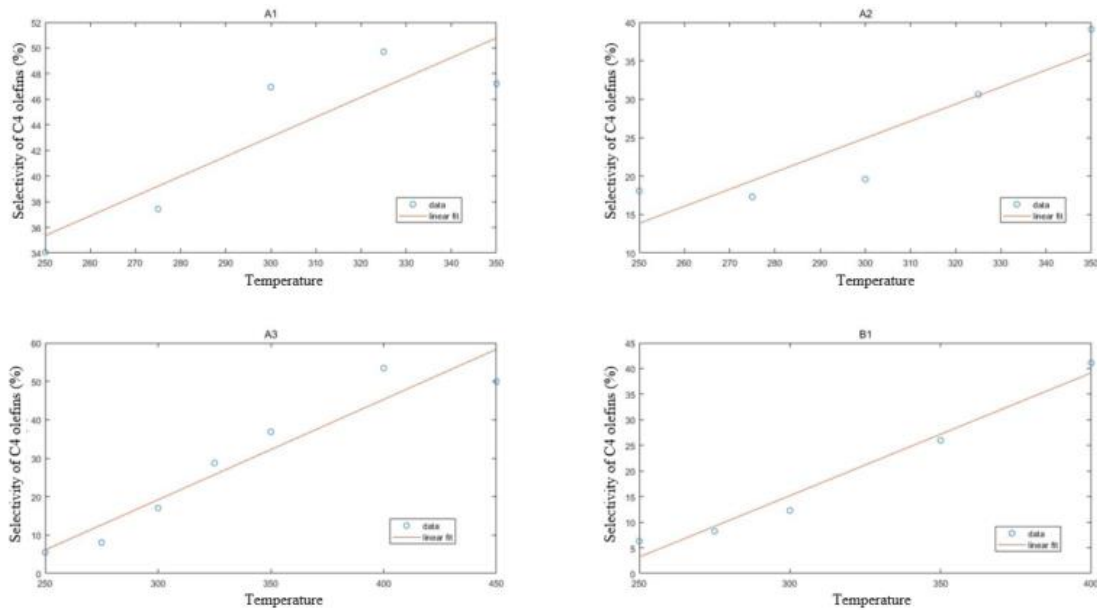 A1
52
50
48
46
44
42
40
38
36
34
Selectivity of C4 olefins (%)
250 260 270 280 290 300 310 320 330 340 350
Temperature
data
linear fit
A2
40
35
30
25
20
15
10
Selectivity of C4 olefins (%)
250 260 270 280 290 300 310 320 330 340 350
Temperature
data
linear fit
A3
60
50
40
30
20
10
0
Selectivity of C4 olefins (%)
250 300 350 400 450
Temperature
data
linear fit
B1
45
40
35
30
25
20
15
10
5
0
Selectivity of C4 olefins (%)
250 300 350 400
Temperature
data
linear fit